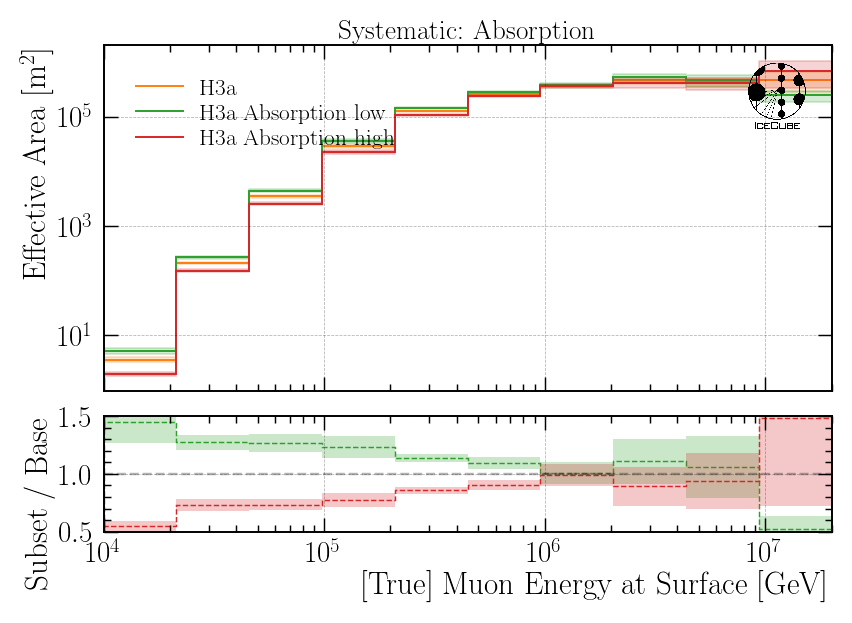 Systematic: Absorption
Effective Area [m²]
H3a
H3a Absorption low
H3a Absorption high
10⁵
10³
10¹
ICECUBE
Subset / Base
1.5
1.0
0.5
10⁴ 10⁵ 10⁶ 10⁷
[True] Muon Energy at Surface [GeV]